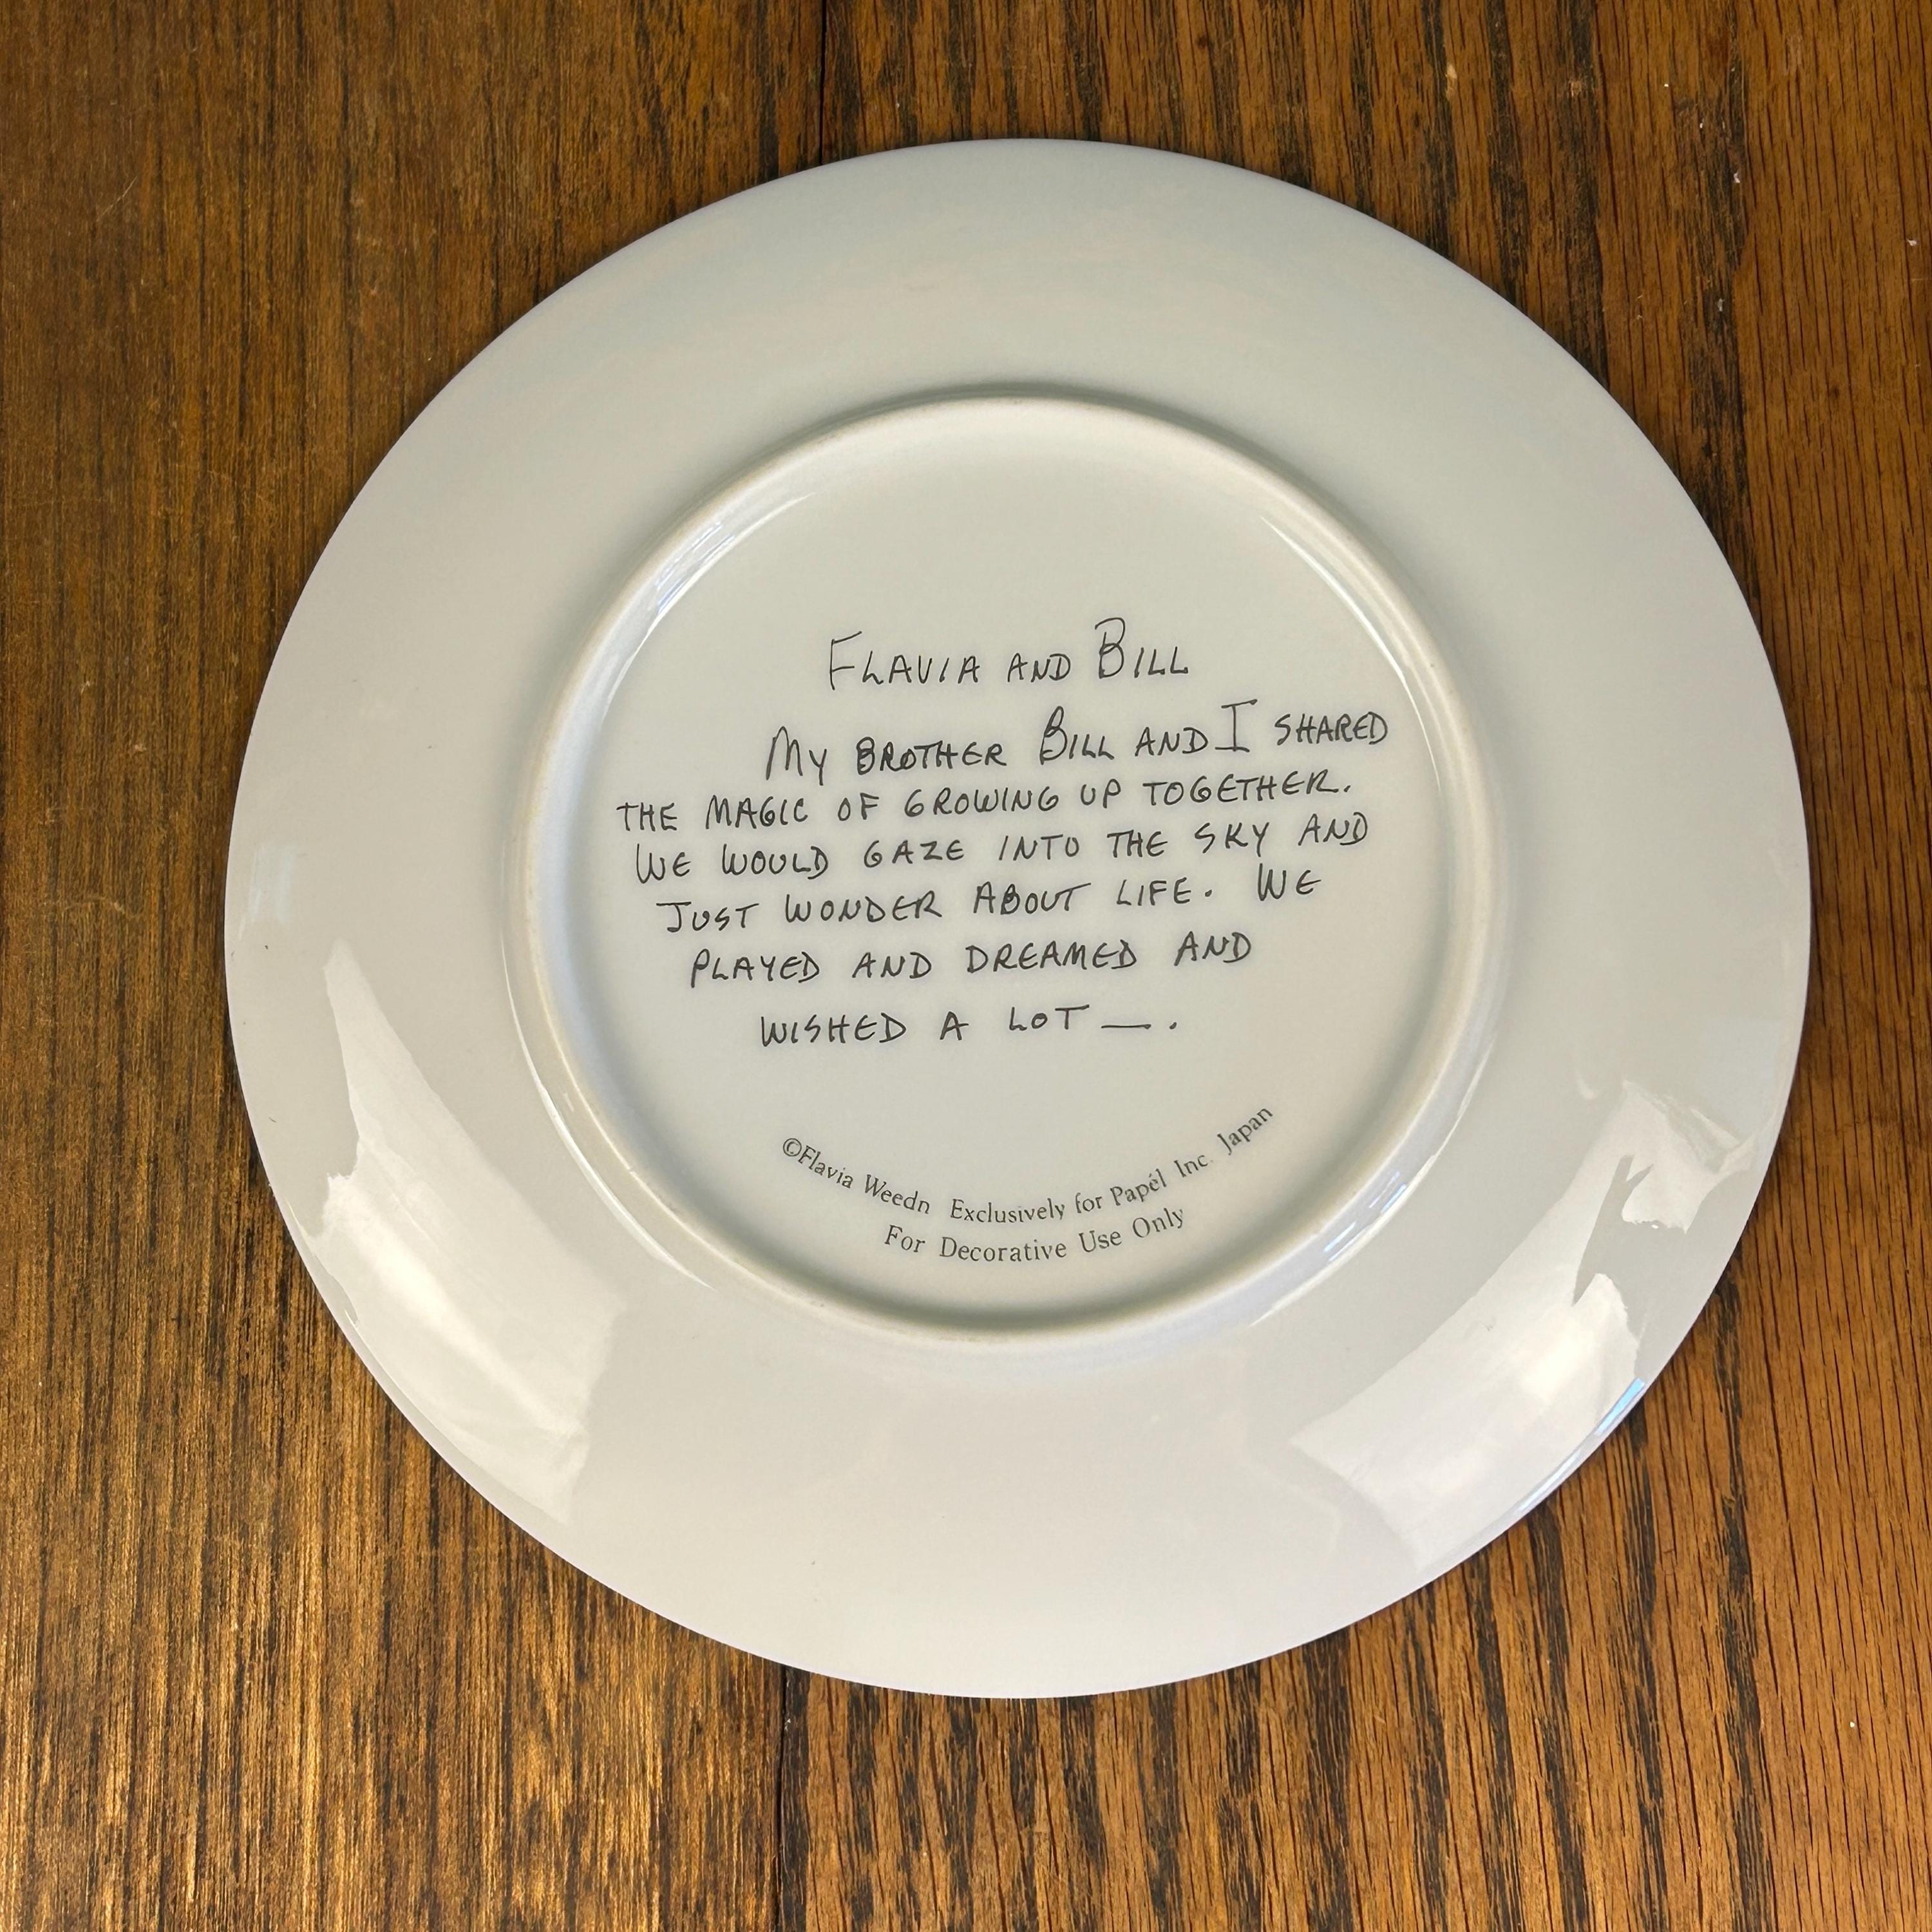 FLAVIA AND BILL
MY BROTHER BILL AND I SHARED
THE MAGIC OF GROWING UP TOGETHER.
WE WOULD GAZE INTO THE SKY AND
JUST WONDER ABOUT LIFE. WE
PLAYED AND DREAMED AND
WISHED A LOT —.
©Flavia Weedn Exclusively for Papél Inc. Japan
For Decorative Use Only